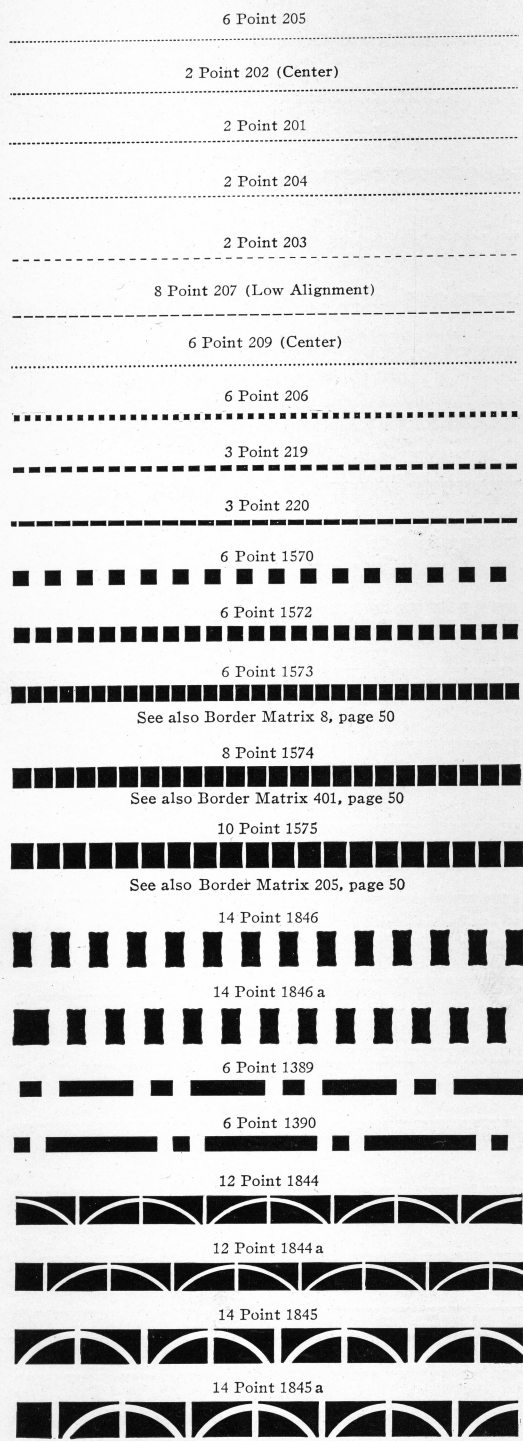 6 Point 205
2 Point 202 (Center)
2 Point 201
2 Point 204
2 Point 203
8 Point 207 (Low Alignment)
6 Point 209 (Center)
6 Point 206
3 Point 219
3 Point 220
6 Point 1570
6 Point 1572
6 Point 1573
See also Border Matrix 8, page 50
8 Point 1574
See also Border Matrix 401, page 50
10 Point 1575
See also Border Matrix 205, page 50
14 Point 1846
14 Point 1846 a
6 Point 1389
6 Point 1390
12 Point 1844
12 Point 1844 a
14 Point 1845
14 Point 1845 a